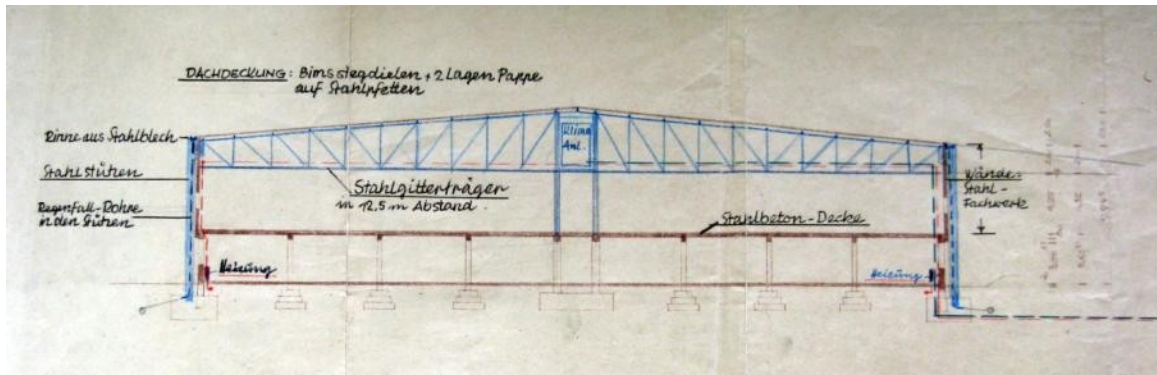 DACHDECKUNG: Bimsstegdielen + 2 Lagen Pappe
auf Stahlpfetten
Rinne aus Stahlblech
Klima
Anl.
Stahlstützen
Stahlgitterträger
in 12,5 m Abstand.
Wände:
Stahl-
Fachwerk
Regenfall-Rohre
in den Stützen
Stahlbeton-Decke
Heizung
Heizung